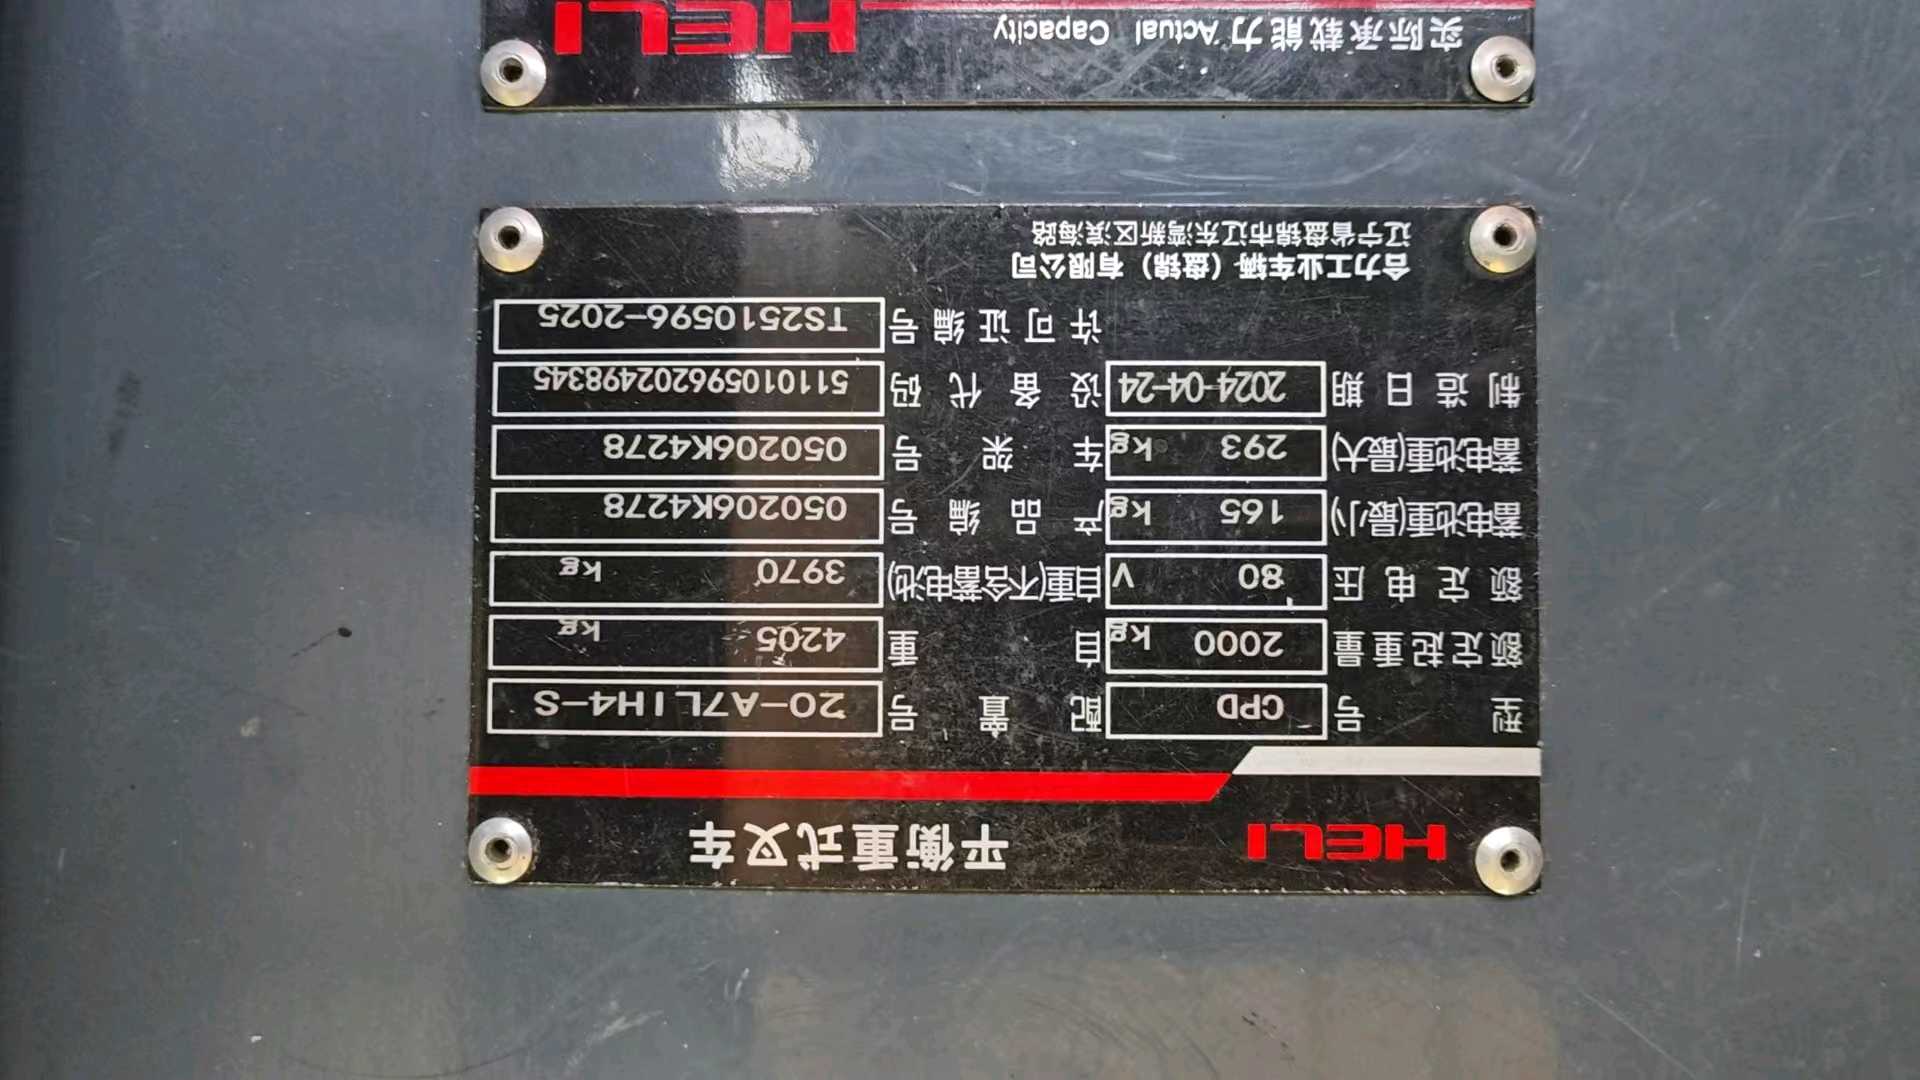 HELI 平衡重式叉车
型号 CPD 配置号 20-A7LIH4-S
额定起重量 2000 kg 自重 4205 kg
额定电压 80 V 自重(不含蓄电池) 3970 kg
蓄电池重(最小) 165 kg 产品编号 050206K4278
蓄电池重(最大) 293 kg 车架号 050206K4278
制造日期 2024-04-24 设备代码 511010596202498345
许可证编号 TS2510596-2025
合力工业车辆（盘锦）有限公司
辽宁省盘锦市辽东湾新区滨海路
实际承载能力 Actual Capacity HELI